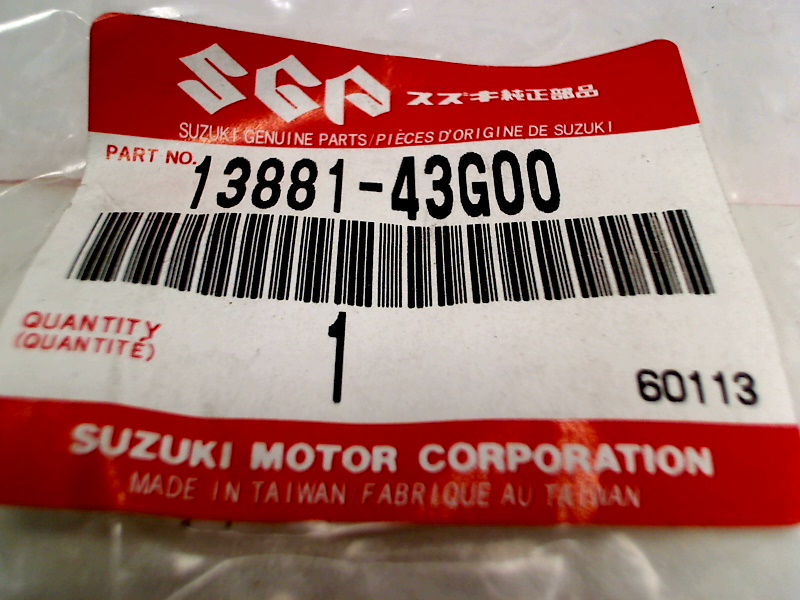 SGP スズキ純正部品
SUZUKI GENUINE PARTS/PIÈCES D'ORIGINE DE SUZUKI
PART NO. 13881-43G00
QUANTITY
(QUANTITÉ)
1
60113
SUZUKI MOTOR CORPORATION
MADE IN TAIWAN FABRIQUE AU TAIWAN